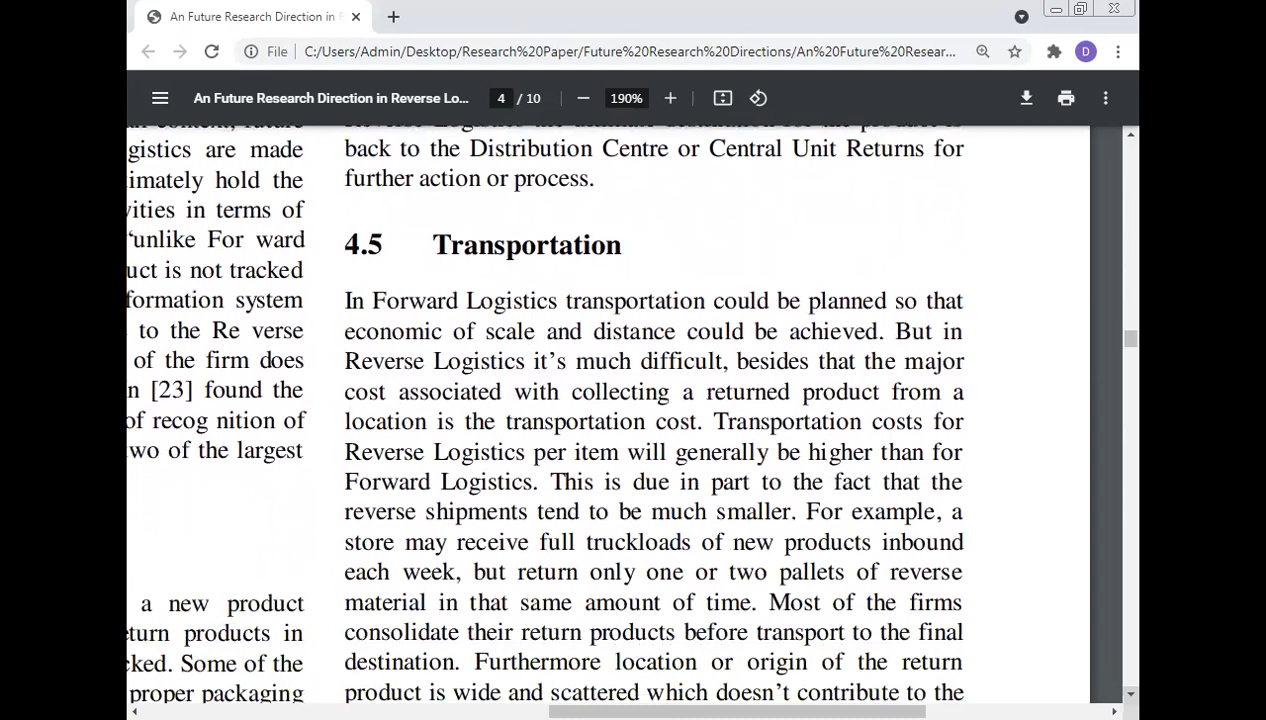 An Future Research Direction in
File
C:/Users/Admin/Desktop/Research%20Paper/Future%20Research%20Directions/An%20Future%20Resear...
D
An Future Research Direction in Reverse Lo...
4 / 10
190%
gistics are made
imately hold the
vities in terms of
“unlike For ward
uct is not tracked
formation system
to the Re verse
of the firm does
n [23] found the
of recog nition of
wo of the largest
a new product
eturn products in
cked. Some of the
proper packaging
back to the Distribution Centre or Central Unit Returns for
further action or process.
4.5 Transportation
In Forward Logistics transportation could be planned so that
economic of scale and distance could be achieved. But in
Reverse Logistics it’s much difficult, besides that the major
cost associated with collecting a returned product from a
location is the transportation cost. Transportation costs for
Reverse Logistics per item will generally be higher than for
Forward Logistics. This is due in part to the fact that the
reverse shipments tend to be much smaller. For example, a
store may receive full truckloads of new products inbound
each week, but return only one or two pallets of reverse
material in that same amount of time. Most of the firms
consolidate their return products before transport to the final
destination. Furthermore location or origin of the return
product is wide and scattered which doesn’t contribute to the